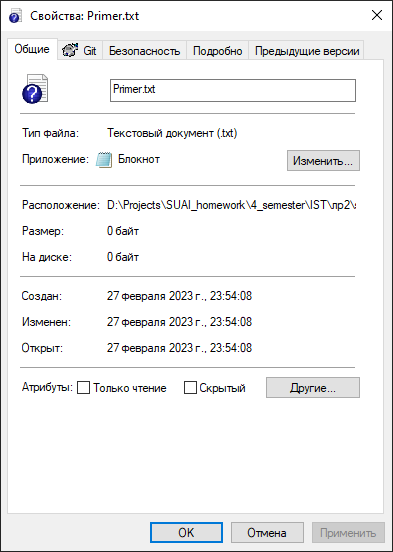 Свойства: Primer.txt
Общие Git Безопасность Подробно Предыдущие версии
Primer.txt
Тип файла: Текстовый документ (.txt)
Приложение: Блокнот Изменить...
Расположение: D:\Projects\SUAI_homework\4_semester\IST\пр2\s
Размер: 0 байт
На диске: 0 байт
Создан: 27 февраля 2023 г., 23:54:08
Изменен: 27 февраля 2023 г., 23:54:08
Открыт: 27 февраля 2023 г., 23:54:08
Атрибуты: Только чтение Скрытый Другие...
OK Отмена Применить